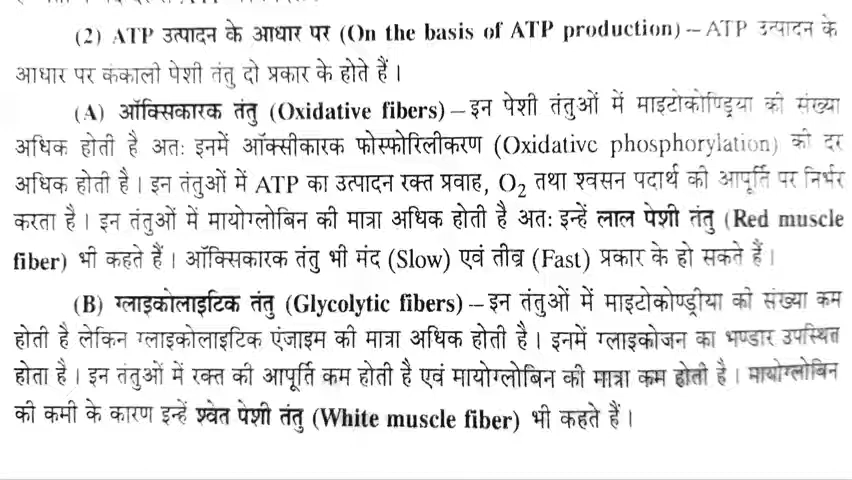 (2) ATP उत्पादन के आधार पर (On the basis of ATP production) – ATP उत्पादन के
आधार पर कंकाली पेशी तंतु दो प्रकार के होते हैं ।
(A) ऑक्सिकारक तंतु (Oxidative fibers) – इन पेशी तंतुओं में माइटोकोण्ड्रिया की संख्या
अधिक होती है अतः इनमें ऑक्सीकारक फोस्फोरिलीकरण (Oxidative phosphorylation) की दर
अधिक होती है । इन तंतुओं में ATP का उत्पादन रक्त प्रवाह, O₂ तथा श्वसन पदार्थ की आपूर्ति पर निर्भर
करता है । इन तंतुओं में मायोग्लोबिन की मात्रा अधिक होती है अतः इन्हें लाल पेशी तंतु (Red muscle
fiber) भी कहते हैं । ऑक्सिकारक तंतु भी मंद (Slow) एवं तीव्र (Fast) प्रकार के हो सकते हैं ।
(B) ग्लाइकोलाइटिक तंतु (Glycolytic fibers) – इन तंतुओं में माइटोकोण्ड्रीया की संख्या कम
होती है लेकिन ग्लाइकोलाइटिक एंजाइम की मात्रा अधिक होती है । इनमें ग्लाइकोजन का भण्डार उपस्थित
होता है । इन तंतुओं में रक्त की आपूर्ति कम होती है एवं मायोग्लोबिन की मात्रा कम होती है । मायोग्लोबिन
की कमी के कारण इन्हें श्वेत पेशी तंतु (White muscle fiber) भी कहते हैं ।